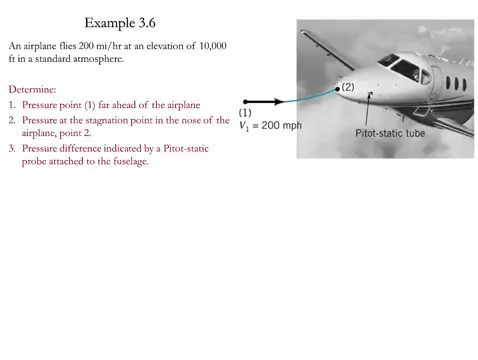 Example 3.6
An airplane flies 200 mi/hr at an elevation of 10,000
ft in a standard atmosphere.
Determine:
1. Pressure point (1) far ahead of the airplane
2. Pressure at the stagnation point in the nose of the
airplane, point 2.
3. Pressure difference indicated by a Pitot-static
probe attached to the fuselage.
(2)
(1)
V1 = 200 mph
Pitot-static tube